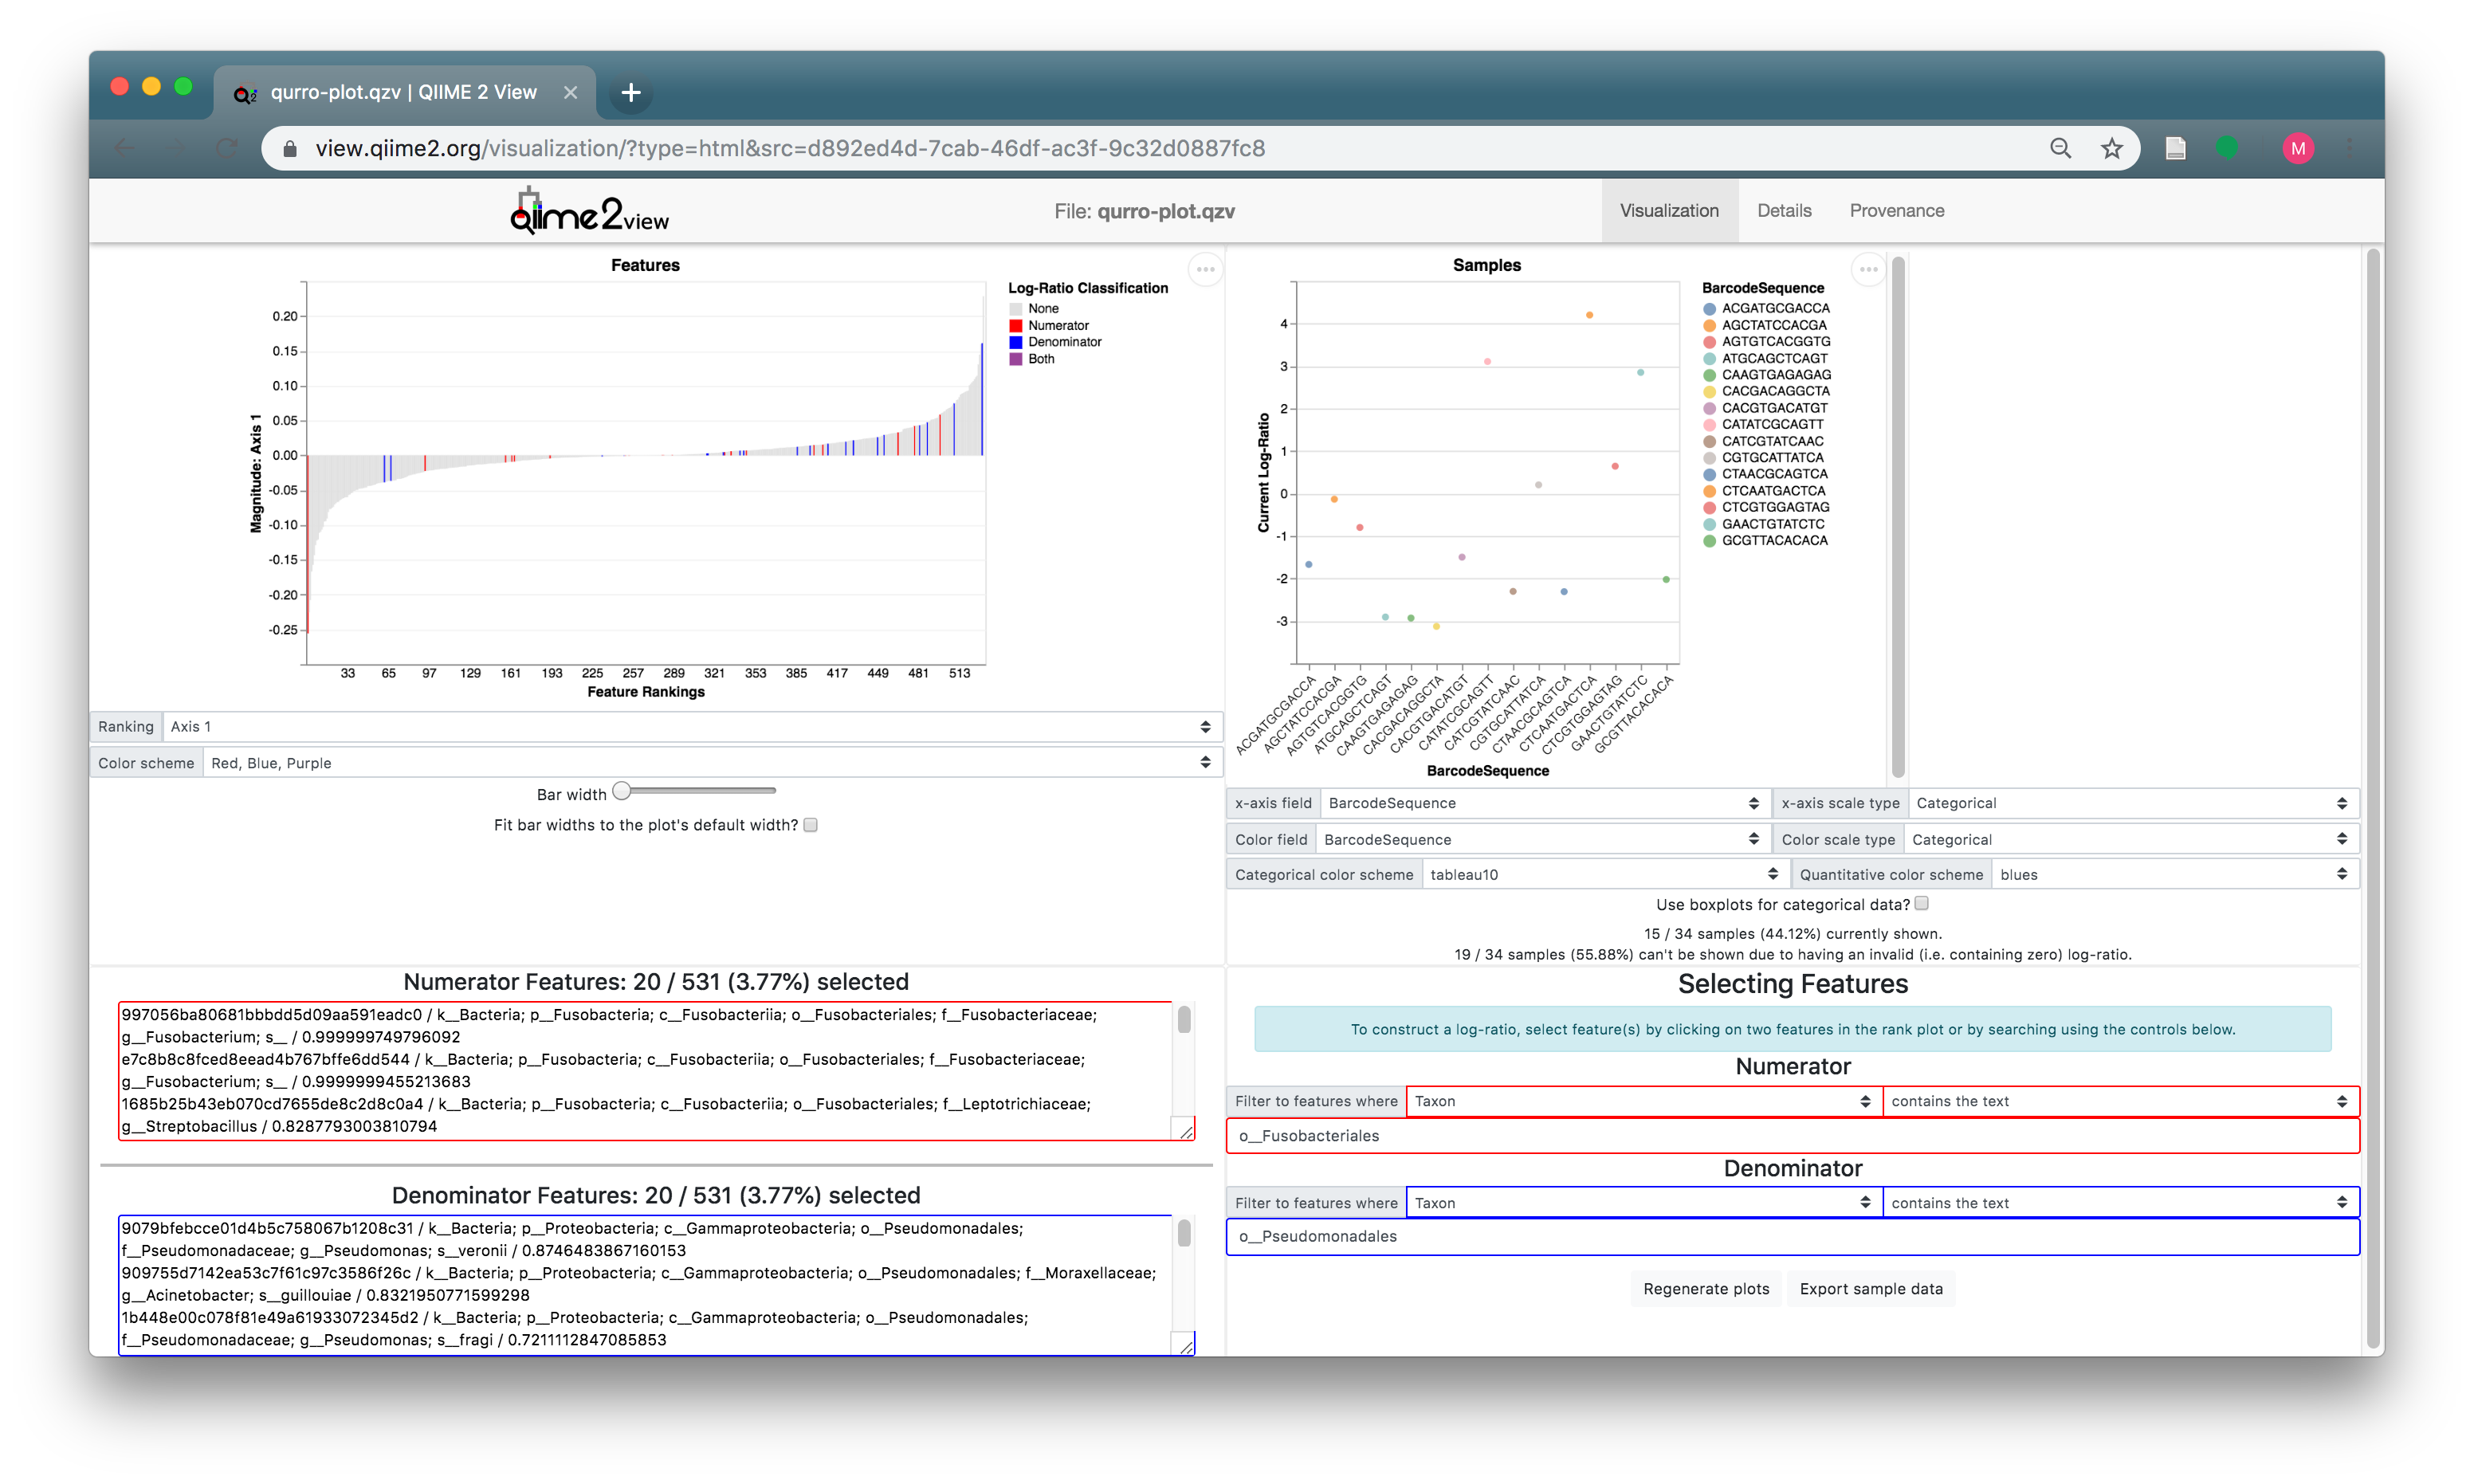 qurro-plot.qzv | QIIME 2 View
view.qiime2.org/visualization/?type=html&src=d892ed4d-7cab-46df-ac3f-9c32d0887fc8
M
qiime2view
File: qurro-plot.qzv
Visualization
Details
Provenance
Features
Magnitude: Axis 1
0.20
0.15
0.10
0.05
0.00
-0.05
-0.10
-0.15
-0.20
-0.25
33 65 97 129 161 193 225 257 289 321 353 385 417 449 481 513
Feature Rankings
Log-Ratio Classification
None
Numerator
Denominator
Both
Ranking Axis 1
Color scheme Red, Blue, Purple
Bar width
Fit bar widths to the plot's default width?
Samples
Current Log-Ratio
4
3
2
1
0
-1
-2
-3
ACGATGCGACCA
AGCTATCCACGA
AGTGTCACGGTG
ATGCAGCTCAGT
CAAGTGAGAGAG
CACGACAGGCTA
CACGTGACATGT
CATATCGCAGTT
CATCGTATCAAC
CGTGCATTATCA
CTAACGCAGTCA
CTCAATGACTCA
CTCGTGGAGTAG
GAACTGTATCTC
GCGTTACACACA
BarcodeSequence
BarcodeSequence
ACGATGCGACCA
AGCTATCCACGA
AGTGTCACGGTG
ATGCAGCTCAGT
CAAGTGAGAGAG
CACGACAGGCTA
CACGTGACATGT
CATATCGCAGTT
CATCGTATCAAC
CGTGCATTATCA
CTAACGCAGTCA
CTCAATGACTCA
CTCGTGGAGTAG
GAACTGTATCTC
GCGTTACACACA
x-axis field BarcodeSequence x-axis scale type Categorical
Color field BarcodeSequence Color scale type Categorical
Categorical color scheme tableau10 Quantitative color scheme blues
Use boxplots for categorical data?
15 / 34 samples (44.12%) currently shown.
19 / 34 samples (55.88%) can't be shown due to having an invalid (i.e. containing zero) log-ratio.
Numerator Features: 20 / 531 (3.77%) selected
997056ba80681bbbdd5d09aa591eadc0 / k__Bacteria; p__Fusobacteria; c__Fusobacteriia; o__Fusobacteriales; f__Fusobacteriaceae;
g__Fusobacterium; s__ / 0.999999749796092
e7c8b8c8fced8eead4b767bffe6dd544 / k__Bacteria; p__Fusobacteria; c__Fusobacteriia; o__Fusobacteriales; f__Fusobacteriaceae;
g__Fusobacterium; s__ / 0.9999999455213683
1685b25b43eb070cd7655de8c2d8c0a4 / k__Bacteria; p__Fusobacteria; c__Fusobacteriia; o__Fusobacteriales; f__Leptotrichiaceae;
g__Streptobacillus / 0.8287793003810794
Denominator Features: 20 / 531 (3.77%) selected
9079bfebcce01d4b5c758067b1208c31 / k__Bacteria; p__Proteobacteria; c__Gammaproteobacteria; o__Pseudomonadales;
f__Pseudomonadaceae; g__Pseudomonas; s__veronii / 0.8746483867160153
909755d7142ea53c7f61c97c3586f26c / k__Bacteria; p__Proteobacteria; c__Gammaproteobacteria; o__Pseudomonadales; f__Moraxellaceae;
g__Acinetobacter; s__guillouiae / 0.8321950771599298
1b448e00c078f81e49a61933072345d2 / k__Bacteria; p__Proteobacteria; c__Gammaproteobacteria; o__Pseudomonadales;
f__Pseudomonadaceae; g__Pseudomonas; s__fragi / 0.7211112847085853
Selecting Features
To construct a log-ratio, select feature(s) by clicking on two features in the rank plot or by searching using the controls below.
Numerator
Filter to features where Taxon contains the text
o__Fusobacteriales
Denominator
Filter to features where Taxon contains the text
o__Pseudomonadales
Regenerate plots
Export sample data